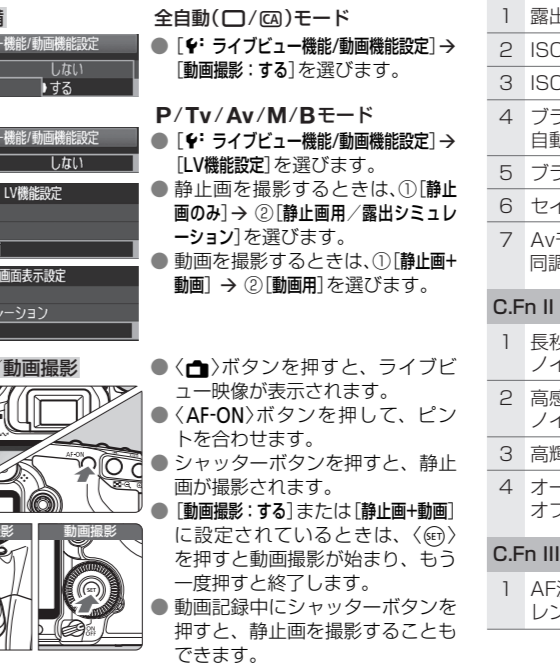 全自動(□/CA)モード
● [ライブビュー機能/動画機能設定]→
[動画撮影：する]を選びます。
P/Tv/Av/M/Bモード
● [ライブビュー機能/動画機能設定]→
[LV機能設定]を選びます。
● 静止画を撮影するときは、①[静止
画のみ]→ ②[静止画用／露出シミュレ
ーション]を選びます。
● 動画を撮影するときは、①[静止画+
動画] → ②[動画用]を選びます。
機能/動画機能設定
しない
する
機能/動画機能設定
しない
LV機能設定
画面表示設定
レーション
動画撮影
AF-ON
動画撮影
SET
ON
OFF
● 〈〉ボタンを押すと、ライブビ
ュー映像が表示されます。
● 〈AF-ON〉ボタンを押して、ピン
トを合わせます。
● シャッターボタンを押すと、静止
画が撮影されます。
● [動画撮影：する]または[静止画+動画]
に設定されているときは、〈SET〉
を押すと動画撮影が始まり、もう
一度押すと終了します。
● 動画記録中にシャッターボタンを
押すと、静止画を撮影することも
できます。
1 露出
2 ISO
3 ISO
4 ブラ
自動
5 ブラ
6 セイ
7 Avモ
同調
C.Fn II
1 長秒
ノイ
2 高感
ノイ
3 高輝
4 オー
オプ
C.Fn III
1 AF
レン